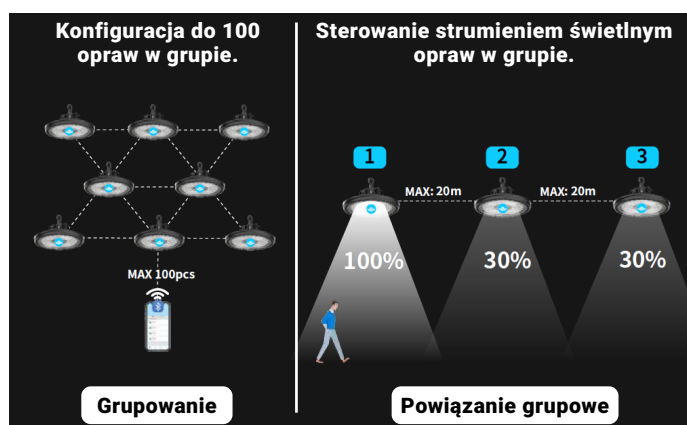 Konfiguracja do 100
opraw w grupie.
MAX 100pcs
Grupowanie
Sterowanie strumieniem świetlnym
opraw w grupie.
1
2
3
MAX: 20m
MAX: 20m
100%
30%
30%
Powiązanie grupowe